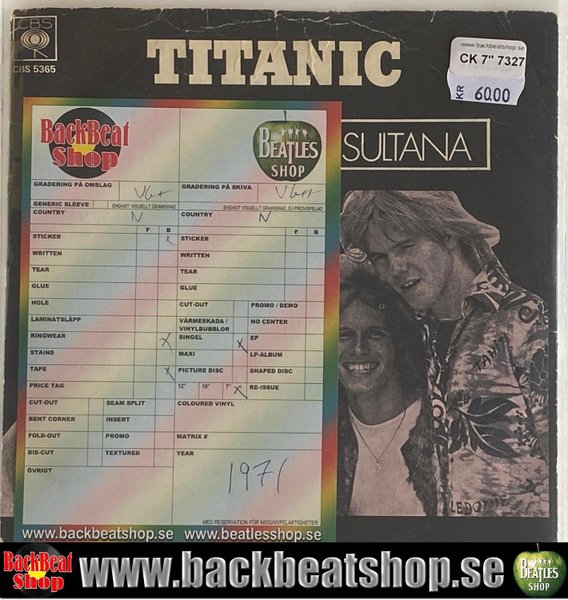 CBS
CBS 5365
TITANIC
www.backbeatshop.se
CK 7" 7327
KR 6000
SULTANA
BackBeat Shop
BEATLES SHOP
GRADERING PÅ OMSLAG VG+
GRADERING PÅ SKIVA VG+
GENERIC SLEEVE ENDAST VISUELLT GRANSKAD
ENDAST VISUELLT GRANSKAD, EJ PROVSPELAD
COUNTRY N
COUNTRY N
F B
F B
STICKER x
STICKER
WRITTEN
WRITTEN
TEAR
TEAR
GLUE
GLUE
HOLE
CUT-OUT PROMO / DEMO
LAMINATSLÄPP
VÄRMESKADA / VINYLBUBBLOR NO CENTER
RINGWEAR x
SINGEL x EP
STAINS
MAXI LP-ALBUM
TAPE x
PICTURE DISC SHAPED DISC
PRICE TAG
12" 10" 7" x RE-ISSUE
CUT-OUT SEAM SPLIT
COLOURED VINYL
BENT CORNER INSERT
FOLD-OUT PROMO
MATRIX #
DIE-CUT TEXTURED
YEAR
ÖVRIGT
1971
MED RESERVATION FÖR MISSAR/FELAKTIGHETER
www.backbeatshop.se www.beatlesshop.se
TAHITI
BackBeat Shop
www.backbeatshop.se
BEATLES SHOP